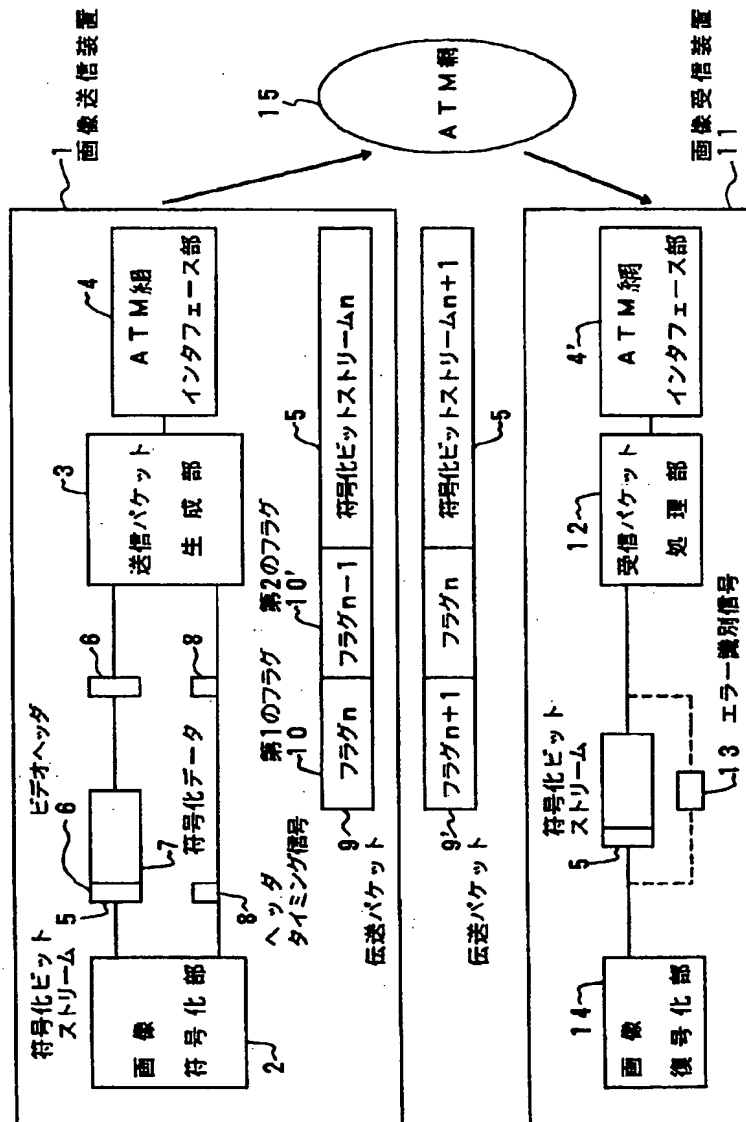 1
画像送信装置
符号化ビット
ストリーム
5
6
ビデオヘッダ
7
符号化データ
6
8
8
ヘッダ
タイミング信号
画像
符号化部
2
3
送信パケット
生成部
4
ATM網
インタフェース部
15
ATM網
第1のフラグ
10
第2のフラグ
10'
5
9
伝送パケット
フラグn
フラグn−1
符号化ビットストリームn
9'
伝送パケット
フラグn+1
フラグn
符号化ビットストリームn+1
5
画像受信装置
11
4'
ATM網
インタフェース部
12
受信パケット
処理部
符号化ビット
ストリーム
5
13 エラー識別信号
14
画像
復号化部